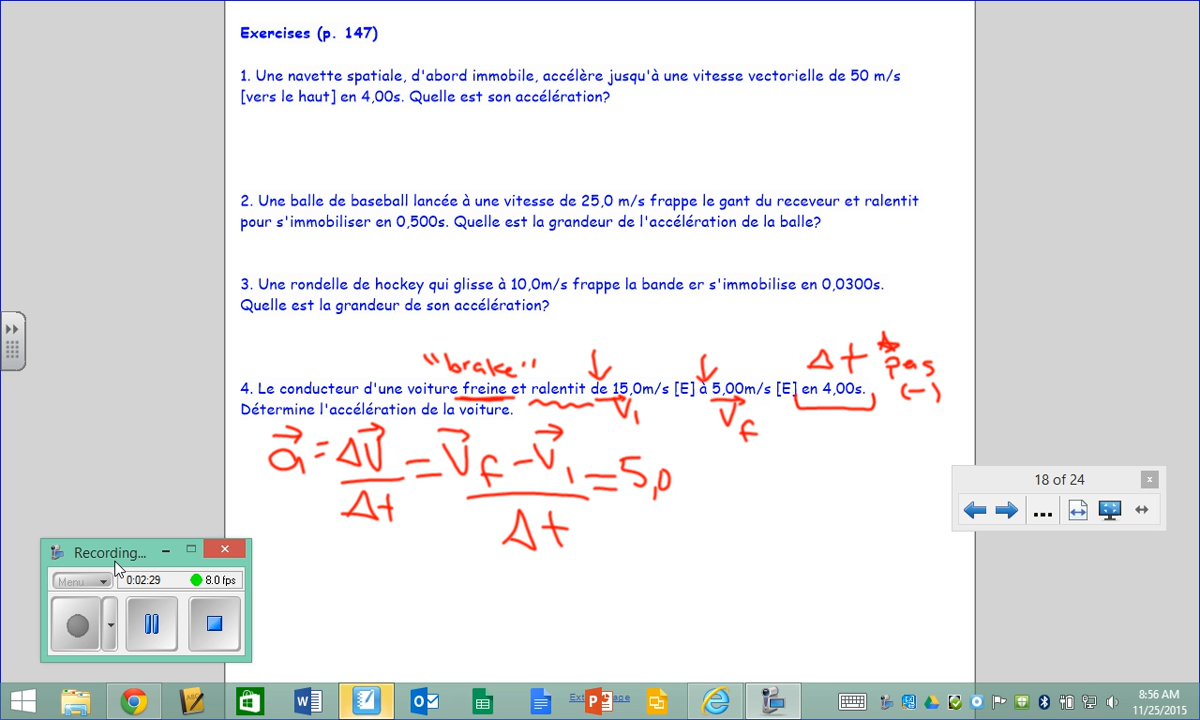 Exercises (p. 147)
1. Une navette spatiale, d'abord immobile, accélère jusqu'à une vitesse vectorielle de 50 m/s
[vers le haut] en 4,00s. Quelle est son accélération?
2. Une balle de baseball lancée à une vitesse de 25,0 m/s frappe le gant du receveur et ralentit
pour s'immobiliser en 0,500s. Quelle est la grandeur de l'accélération de la balle?
3. Une rondelle de hockey qui glisse à 10,0m/s frappe la bande er s'immobilise en 0,0300s.
Quelle est la grandeur de son accélération?
"brake" Δt pas
(-)
4. Le conducteur d'une voiture freine et ralentit de 15,0m/s [E] à 5,00m/s [E] en 4,00s.
Détermine l'accélération de la voiture.
V⃗₁ V⃗f
a⃗ = ΔV⃗ / Δt = V⃗f - V⃗₁ / Δt = 5,0
18 of 24
...
Recording...
Menu 0:02:29 8.0 fps
8:56 AM
11/25/2015